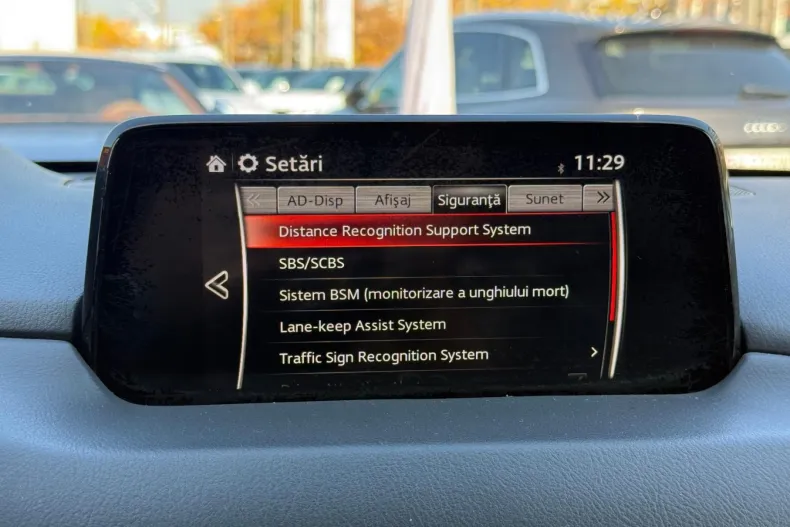 Setări 11:29
AD-Disp Afişaj Siguranţă Sunet
Distance Recognition Support System
SBS/SCBS
Sistem BSM (monitorizare a unghiului mort)
Lane-keep Assist System
Traffic Sign Recognition System